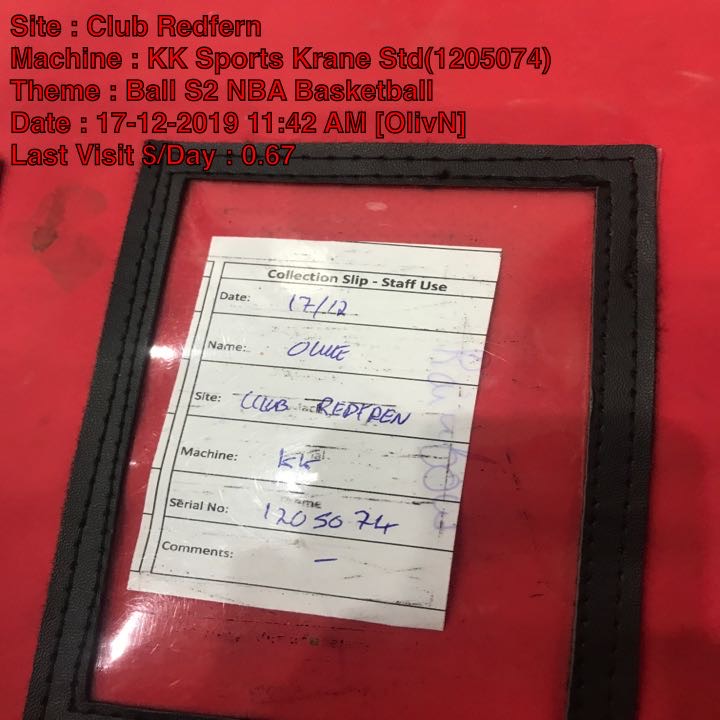 Site : Club Redfern
Machine : KK Sports Krane Std(1205074)
Theme : Ball S2 NBA Basketball
Date : 17-12-2019 11:42 AM [OlivN]
Last Visit $/Day : 0.67
Collection Slip - Staff Use
Date: 17/12
Name: OLLIE
Site: CLUB REDFREN
Machine: KK
Serial No: 1205074
Comments: –